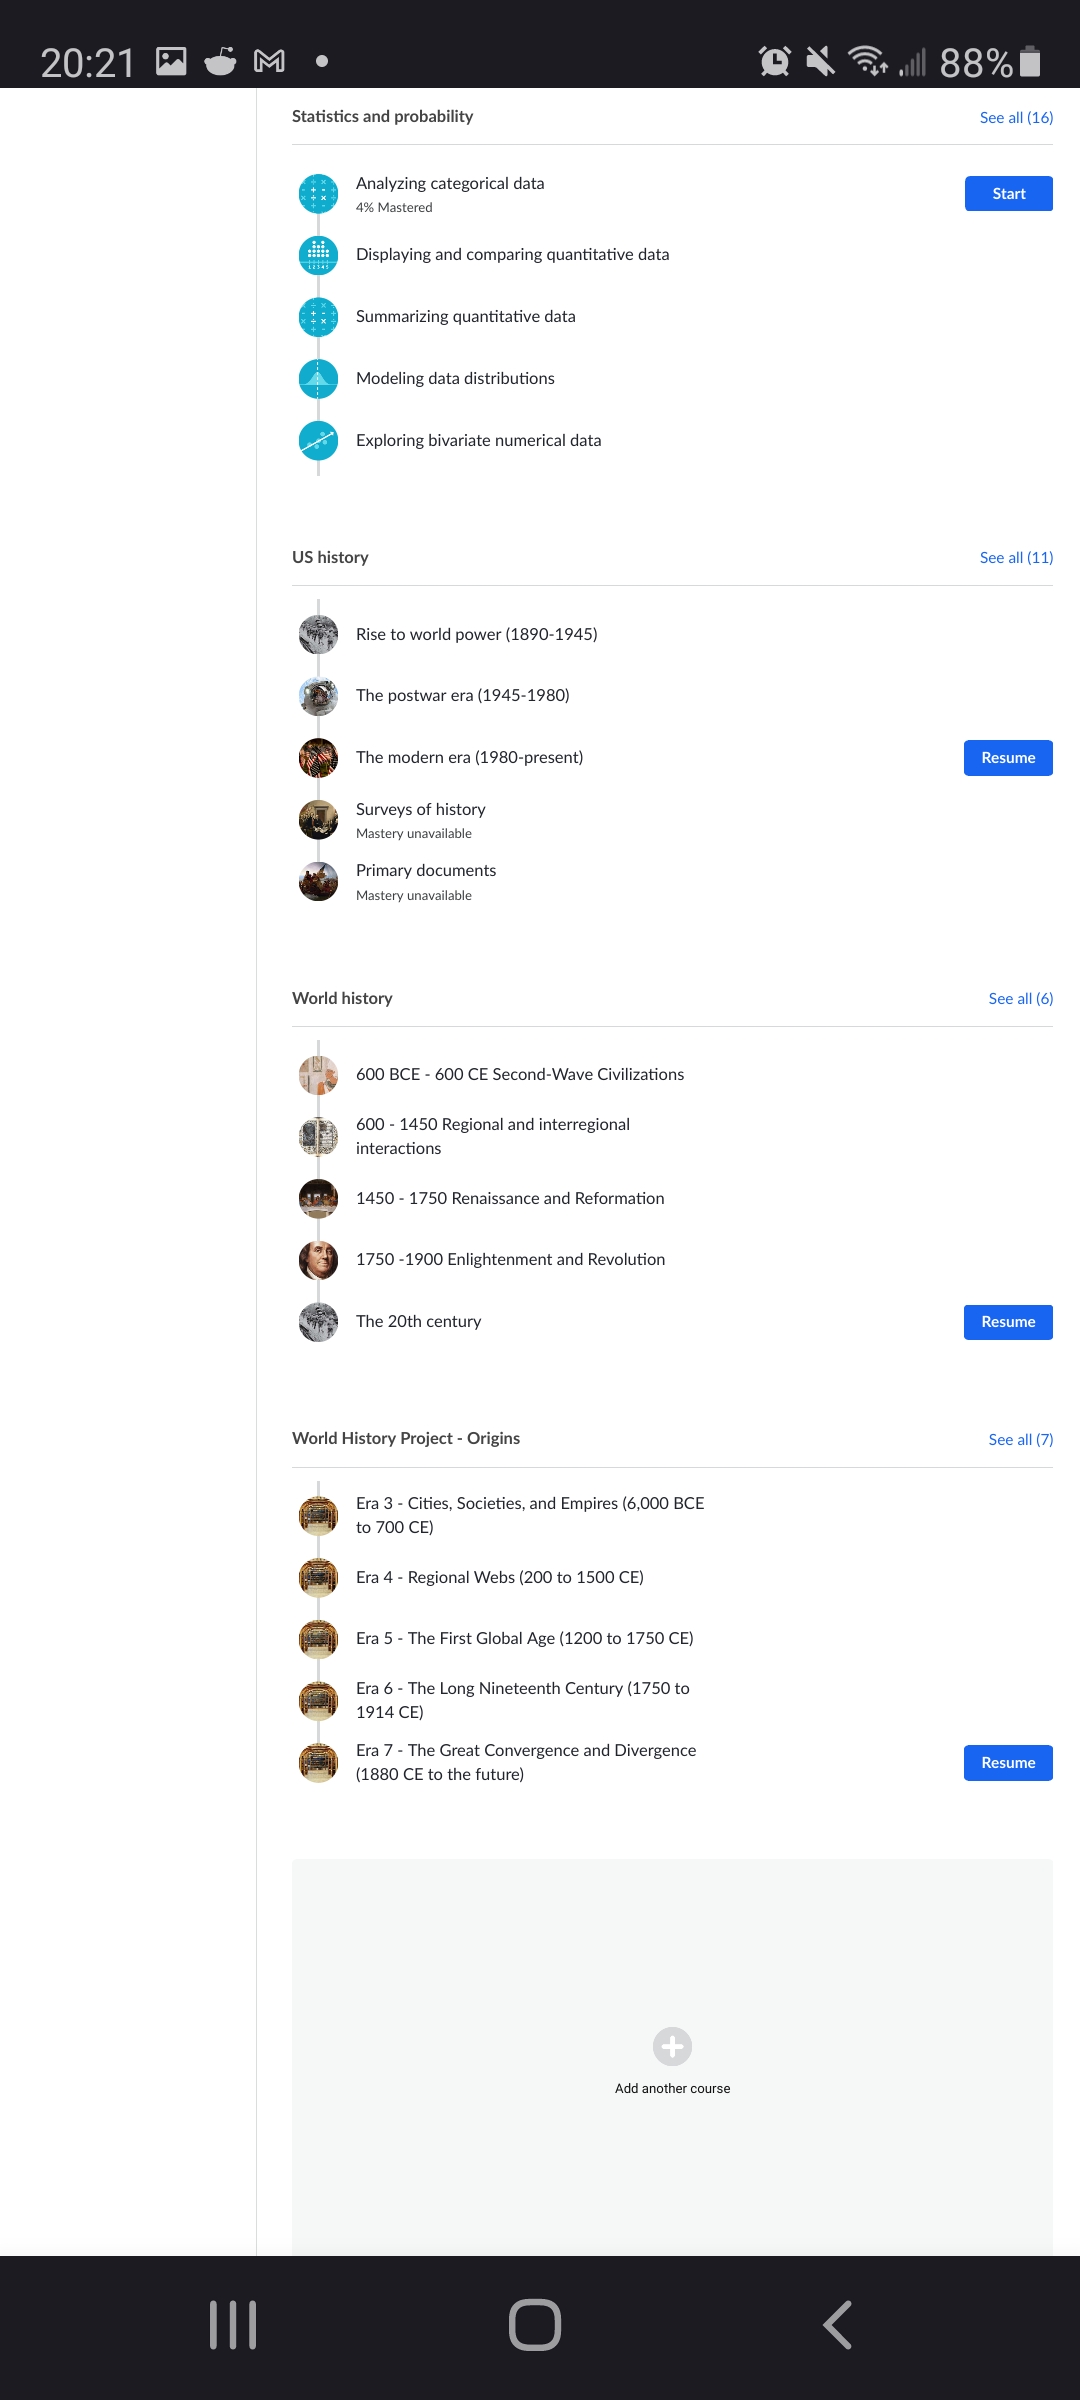 20:21
88%
Statistics and probability
See all (16)
Analyzing categorical data
Start
4% Mastered
Displaying and comparing quantitative data
Summarizing quantitative data
Modeling data distributions
Exploring bivariate numerical data
US history
See all (11)
Rise to world power (1890-1945)
The postwar era (1945-1980)
The modern era (1980-present)
Resume
Surveys of history
Mastery unavailable
Primary documents
Mastery unavailable
World history
See all (6)
600 BCE - 600 CE Second-Wave Civilizations
600 - 1450 Regional and interregional
interactions
1450 - 1750 Renaissance and Reformation
1750 -1900 Enlightenment and Revolution
The 20th century
Resume
World History Project - Origins
See all (7)
Era 3 - Cities, Societies, and Empires (6,000 BCE
to 700 CE)
Era 4 - Regional Webs (200 to 1500 CE)
Era 5 - The First Global Age (1200 to 1750 CE)
Era 6 - The Long Nineteenth Century (1750 to
1914 CE)
Era 7 - The Great Convergence and Divergence
(1880 CE to the future)
Resume
Add another course